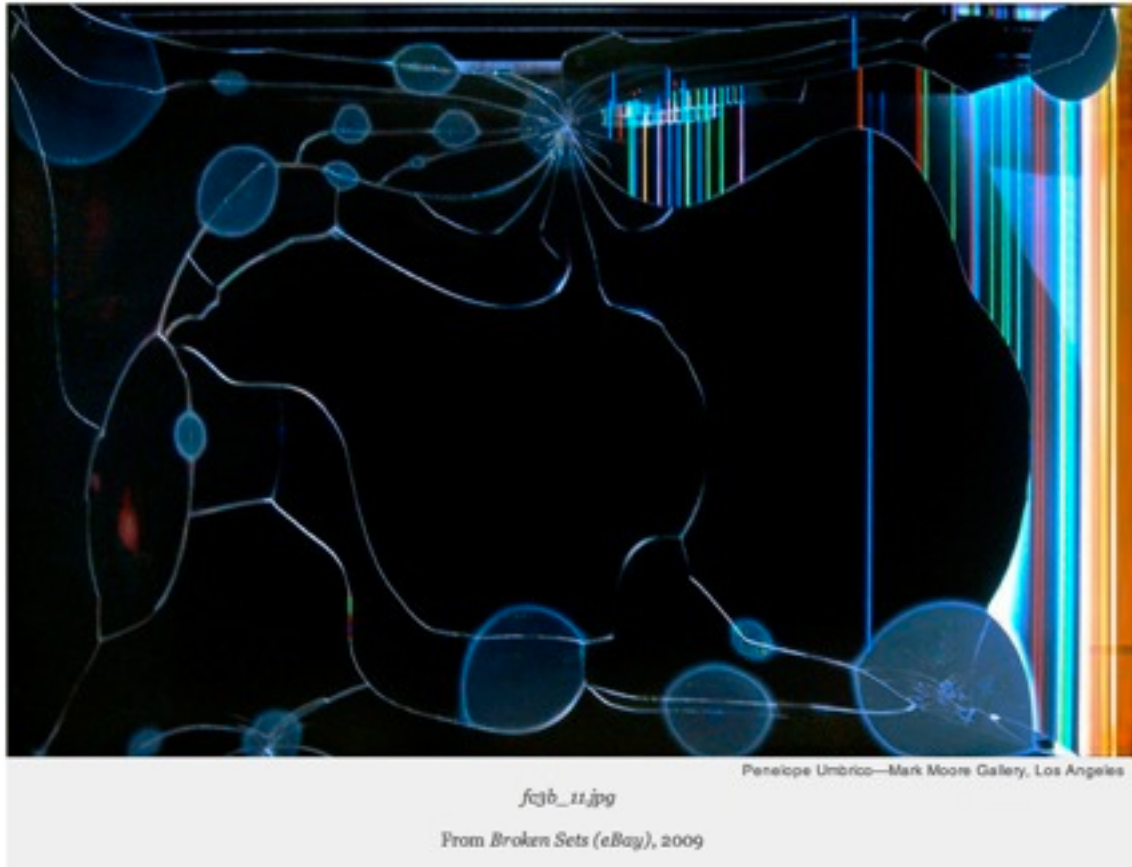 Penelope Umbrico—Mark Moore Gallery, Los Angeles
fc3b_11.jpg
From Broken Sets (eBay), 2009